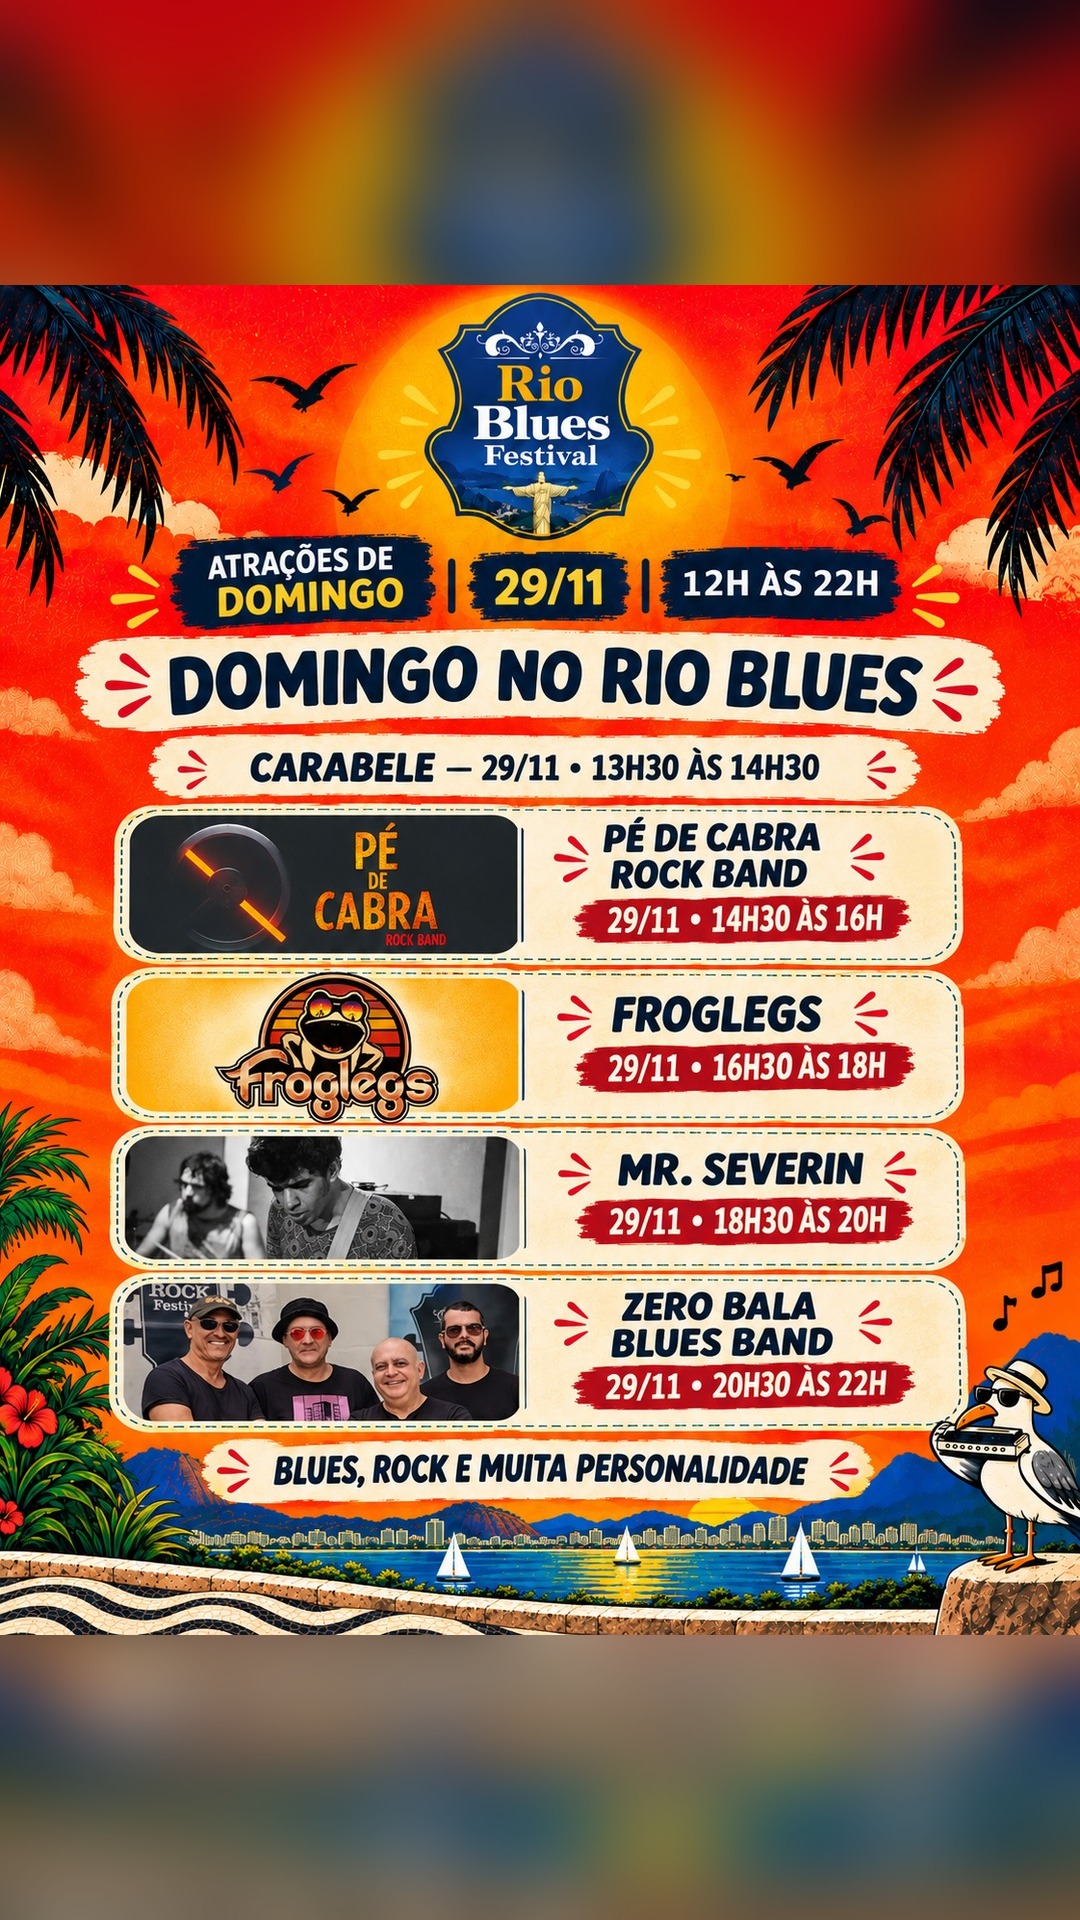 Rio
Blues
Festival
ATRAÇÕES DE
DOMINGO
29/11
12H ÀS 22H
DOMINGO NO RIO BLUES
CARABELE — 29/11 • 13H30 ÀS 14H30
PÉ
DE
CABRA
ROCK BAND
PÉ DE CABRA
ROCK BAND
29/11 • 14H30 ÀS 16H
Froglegs
FROGLEGS
29/11 • 16H30 ÀS 18H
MR. SEVERIN
29/11 • 18H30 ÀS 20H
ROCK
ZERO BALA
BLUES BAND
29/11 • 20H30 ÀS 22H
BLUES, ROCK E MUITA PERSONALIDADE